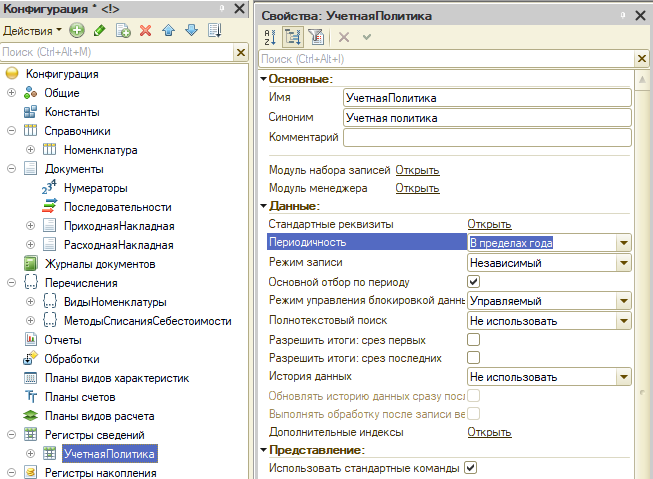 Конфигурация * <!>
Действия
Поиск (Ctrl+Alt+M)
Конфигурация
Общие
Константы
Справочники
Номенклатура
Документы
Нумераторы
Последовательности
ПриходнаяНакладная
РасходнаяНакладная
Журналы документов
Перечисления
ВидыНоменклатуры
МетодыСписанияСебестоимости
Отчеты
Обработки
Планы видов характеристик
Планы счетов
Планы видов расчета
Регистры сведений
УчетнаяПолитика
Регистры накопления
Свойства: УчетнаяПолитика
Поиск (Ctrl+Alt+I)
Основные:
Имя УчетнаяПолитика
Синоним Учетная политика
Комментарий
Модуль набора записей Открыть
Модуль менеджера Открыть
Данные:
Стандартные реквизиты Открыть
Периодичность В пределах года
Режим записи Независимый
Основной отбор по периоду
Режим управления блокировкой данны Управляемый
Полнотекстовый поиск Не использовать
Разрешить итоги: срез первых
Разрешить итоги: срез последних
История данных Не использовать
Обновлять историю данных сразу посл
Выполнять обработку после записи ве
Дополнительные индексы Открыть
Представление:
Использовать стандартные команды